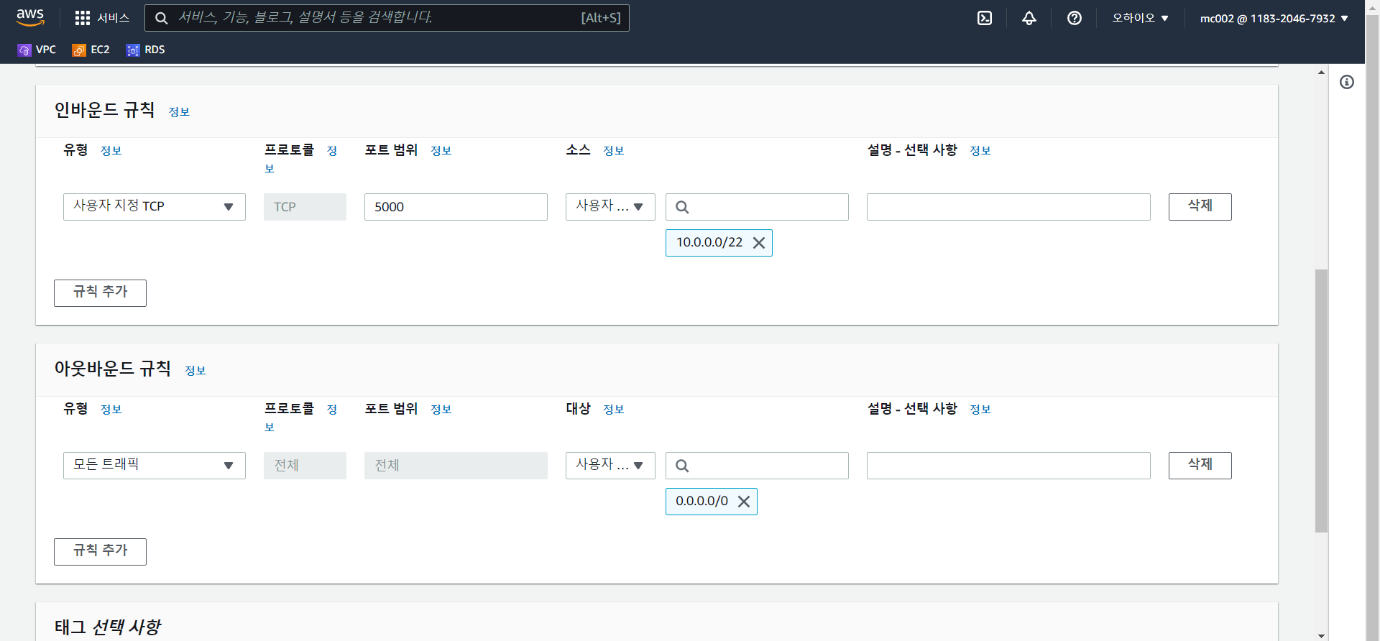 aws 서비스 서비스, 기능, 블로그, 설명서 등을 검색합니다. [Alt+S] 오하이오 ▼ mc002 @ 1183-2046-7932 ▼
VPC EC2 RDS
인바운드 규칙 정보
유형 정보 프로토콜 정보 포트 범위 정보 소스 정보 설명 - 선택 사항 정보
사용자 지정 TCP TCP 5000 사용자 ... 삭제
10.0.0.0/22
규칙 추가
아웃바운드 규칙 정보
유형 정보 프로토콜 정보 포트 범위 정보 대상 정보 설명 - 선택 사항 정보
모든 트래픽 전체 전체 사용자 ... 삭제
0.0.0.0/0
규칙 추가
태그 선택 사항